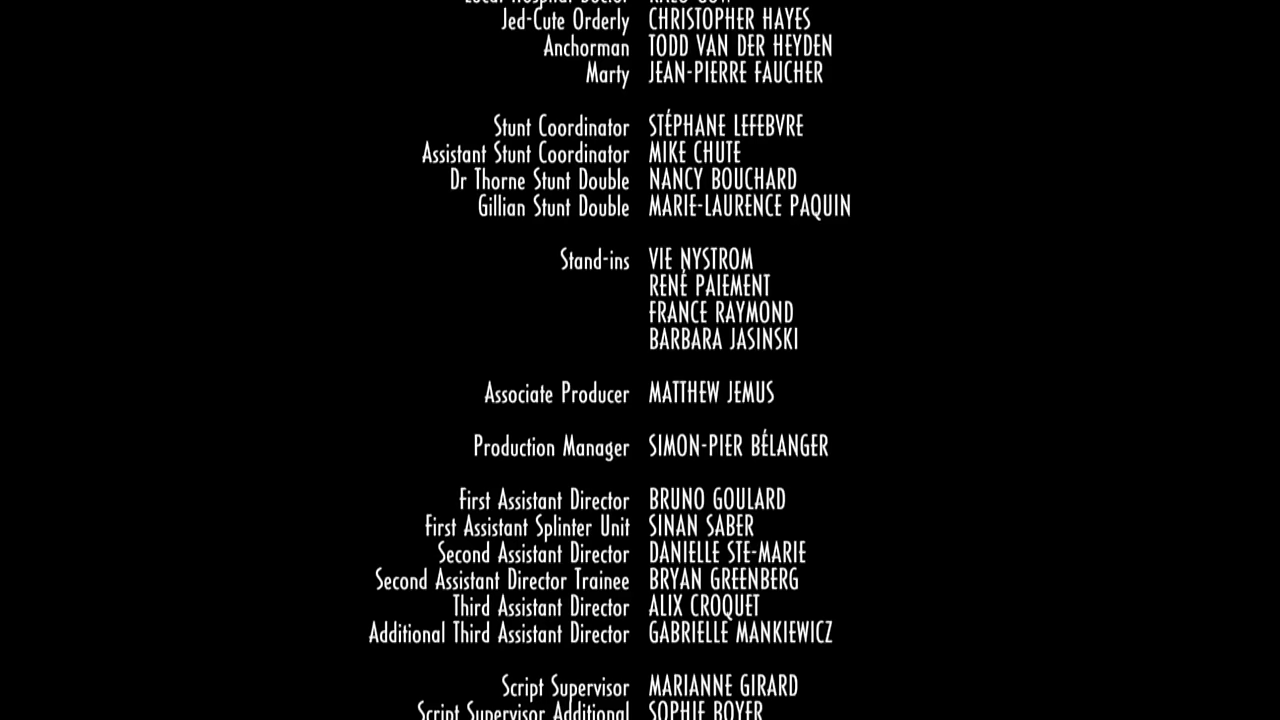 Jed-Cute Orderly CHRISTOPHER HAYES
Anchorman TODD VAN DER HEYDEN
Marty JEAN-PIERRE FAUCHER
Stunt Coordinator STÉPHANE LEFEBVRE
Assistant Stunt Coordinator MIKE CHUTE
Dr Thorne Stunt Double NANCY BOUCHARD
Gillian Stunt Double MARIE-LAURENCE PAQUIN
Stand-ins VIE NYSTROM
RENÉ PAIEMENT
FRANCE RAYMOND
BARBARA JASINSKI
Associate Producer MATTHEW JEMUS
Production Manager SIMON-PIER BÉLANGER
First Assistant Director BRUNO GOULARD
First Assistant Splinter Unit SINAN SABER
Second Assistant Director DANIELLE STE-MARIE
Second Assistant Director Trainee BRYAN GREENBERG
Third Assistant Director ALIX CROQUET
Additional Third Assistant Director GABRIELLE MANKIEWICZ
Script Supervisor MARIANNE GIRARD
Script Supervisor Additional SOPHIE BOYER